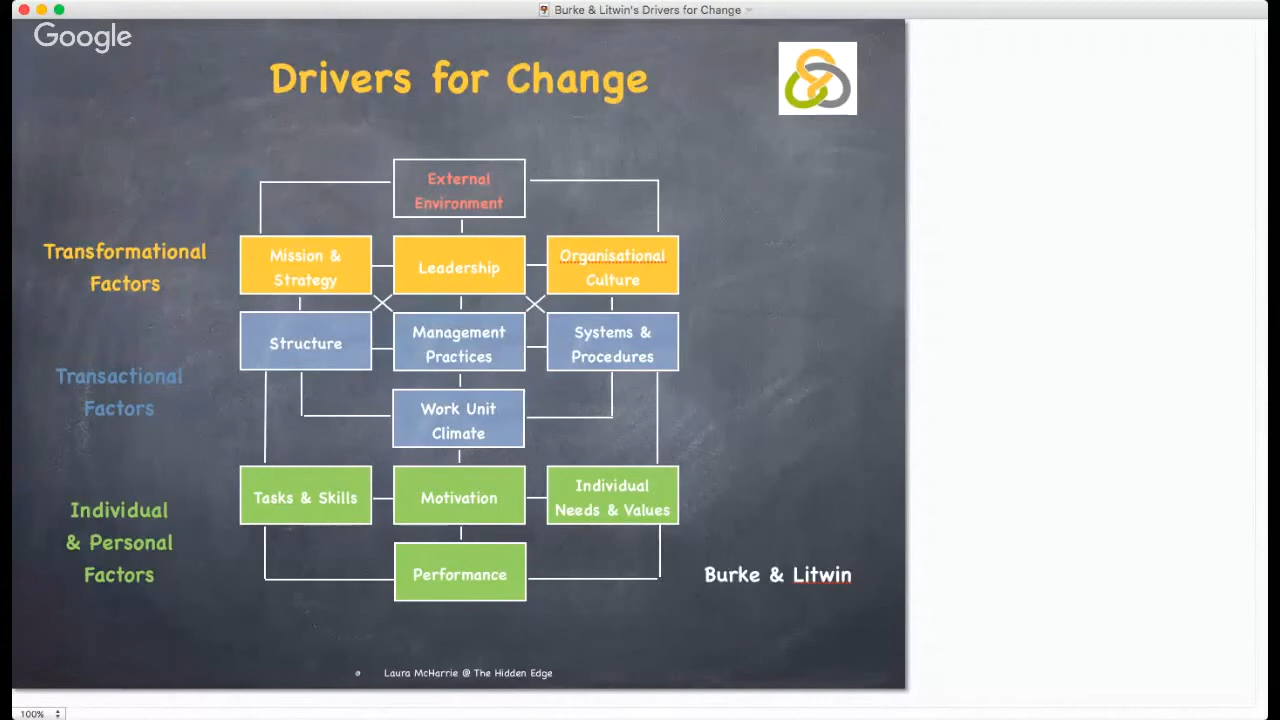 Burke & Litwin's Drivers for Change
Google
Drivers for Change
External
Environment
Transformational
Factors
Mission &
Strategy
Leadership
Organisational
Culture
Structure
Management
Practices
Systems &
Procedures
Transactional
Factors
Work Unit
Climate
Individual
& Personal
Factors
Tasks & Skills
Motivation
Individual
Needs & Values
Performance
Burke & Litwin
Laura McHarrie @ The Hidden Edge
100%